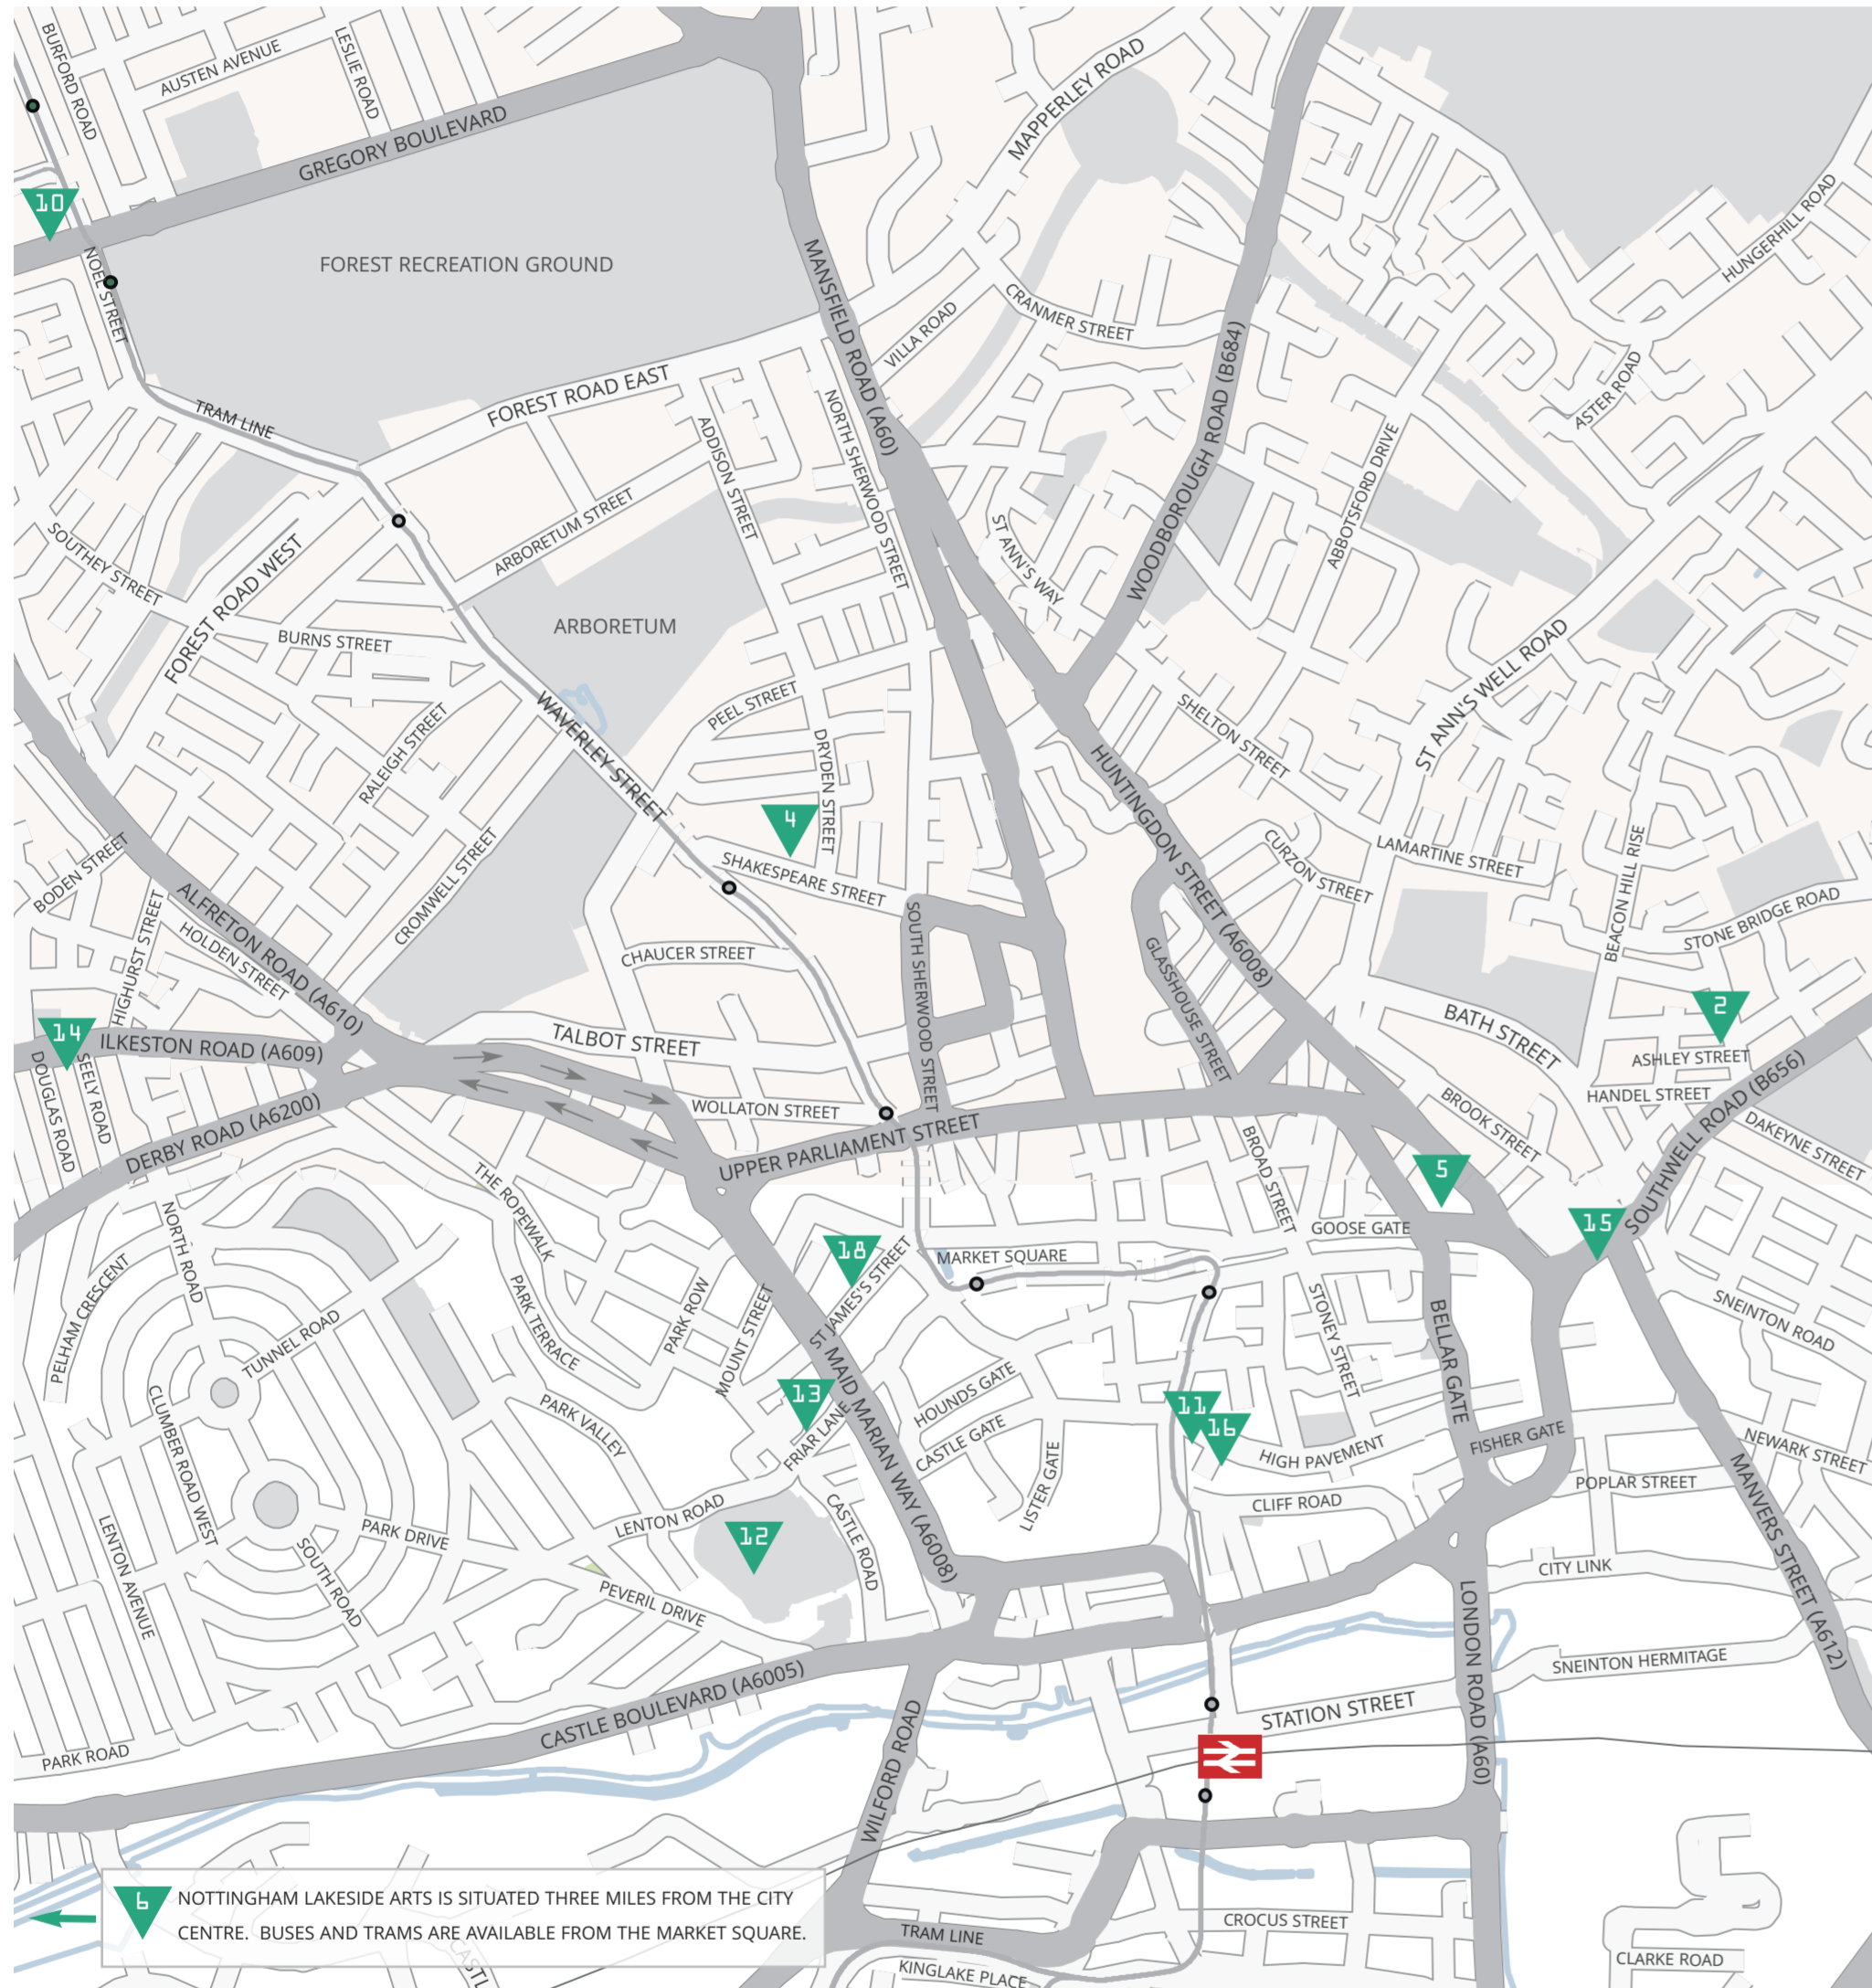 BURFORD ROAD
AUSTEN AVENUE
LESLIE ROAD
GREGORY BOULEVARD
MAPPERLEY ROAD
10
NOEL STREET
FOREST RECREATION GROUND
MANSFIELD ROAD (A60)
VILLA ROAD
CRANMER STREET
HUNGERHILL ROAD
WOODBOROUGH ROAD (B684)
ASTER ROAD
TRAM LINE
FOREST ROAD EAST
ADDISON STREET
NORTH SHERWOOD STREET
ABBOTSFORD DRIVE
ARBORETUM STREET
ST ANN'S WAY
SOUTHEY STREET
FOREST ROAD WEST
BURNS STREET
ARBORETUM
PEEL STREET
ST ANN'S WELL ROAD
SHELTON STREET
WAVERLEY STREET
RALEIGH STREET
DRYDEN STREET
HUNTINGDON STREET (A6008)
4
SHAKESPEARE STREET
CURZON STREET
LAMARTINE STREET
BEACON HILL RISE
STONE BRIDGE ROAD
BODEN STREET
ALFRETON ROAD (A610)
CROMWELL STREET
HIGHURST STREET
HOLDEN STREET
CHAUCER STREET
SOUTH SHERWOOD STREET
GLASSHOUSE STREET
BATH STREET
2
ASHLEY STREET
HANDEL STREET
14
ILKESTON ROAD (A609)
TALBOT STREET
DOUGLAS ROAD
SEELY ROAD
DERBY ROAD (A6200)
WOLLATON STREET
UPPER PARLIAMENT STREET
BROOK STREET
SOUTHWELL ROAD (B656)
DAKEYNE STREET
BROAD STREET
5
15
GOOSE GATE
THE ROPEWALK
NORTH ROAD
PELHAM CRESCENT
TUNNEL ROAD
PARK TERRACE
PARK ROW
MOUNT STREET
18
ST JAMES'S STREET
MARKET SQUARE
STONEY STREET
BELLAR GATE
SNEINTON ROAD
13
FRIAR LANE
MAID MARIAN WAY (A6008)
HOUNDS GATE
CASTLE GATE
LISTER GATE
11
16
HIGH PAVEMENT
FISHER GATE
NEWARK STREET
CLUMBER ROAD WEST
PARK VALLEY
CLIFF ROAD
POPLAR STREET
MANVERS STREET (A612)
LENTON AVENUE
PARK DRIVE
SOUTH ROAD
LENTON ROAD
12
CASTLE ROAD
PEVERIL DRIVE
CITY LINK
LONDON ROAD (A60)
SNEINTON HERMITAGE
PARK ROAD
CASTLE BOULEVARD (A6005)
WILFORD ROAD
STATION STREET
6
NOTTINGHAM LAKESIDE ARTS IS SITUATED THREE MILES FROM THE CITY
CENTRE. BUSES AND TRAMS ARE AVAILABLE FROM THE MARKET SQUARE.
TRAM LINE
KINGLAKE PLACE
CROCUS STREET
CLARKE ROAD